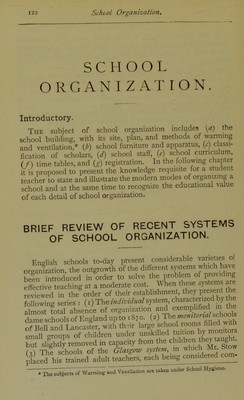 122 School Organization.
SCHOOL
ORGANIZATION.
Introductory.
THE subject of school organization includes (a) the
school building, with its site, plan, and methods of warming
and ventilation,* (b) school furniture and apparatus, (c) classi-
fication of scholars, (d) school staff, (e) school curriculum,
(f) time tables, and (g) registration. In the following chapter
it is proposed to present the knowledge requisite for a student
teacher to state and illustrate the modern modes of organizing a
school and at the same time to recognize the educational value
of each detail of school organization.
BRIEF REVIEW OF RECENT SYSTEMS
OF SCHOOL ORGANIZATION.
English schools to-day present considerable varieties of
organization, the outgrowth of the different systems which have
been introduced in order to solve the problem of providing
effective teaching at a moderate cost. When these systems are
reviewed in the order of their establishment, they present the
following series: (1) The individual system, characterized by the
almost total absence of organization and exemplified in the
dame schools of England up to 1870. (2) The monitorial schools
of Bell and Lancaster, with their large school rooms filled with
small groups of children under unskilled tuition by monitors
but slightly removed in capacity from the children they taught.
(3) The schools of the Glasgow system, in which Mr. Stow
placed his trained adult teachers, each being considered com-
* The subjects of Warming and Ventilation are taken under School Hygiene.